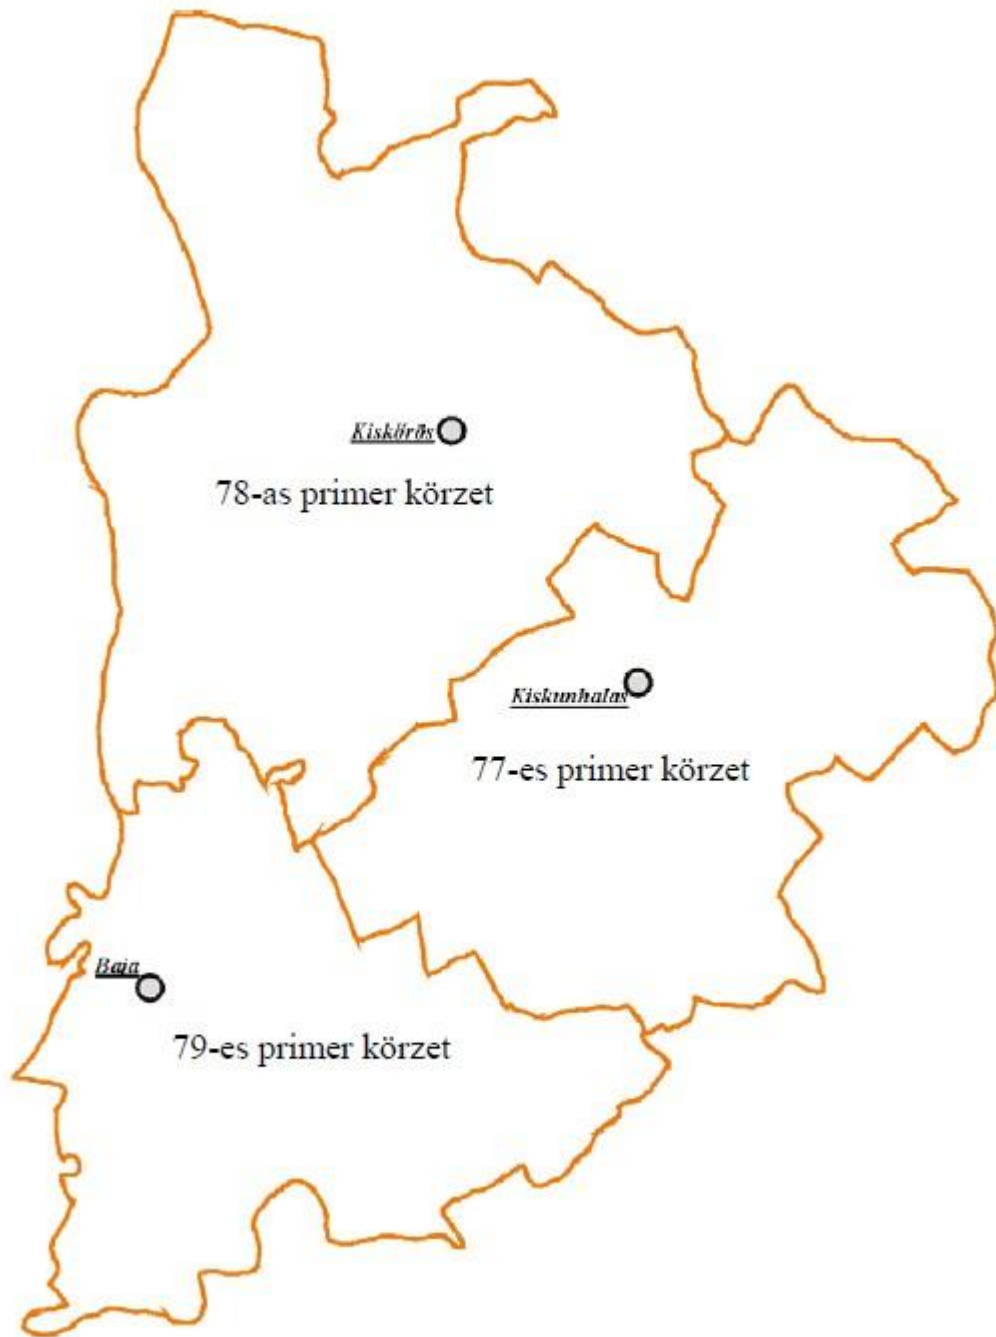 Kiskőrös
78-as primer körzet
Kiskunhalas
77-es primer körzet
Baja
79-es primer körzet